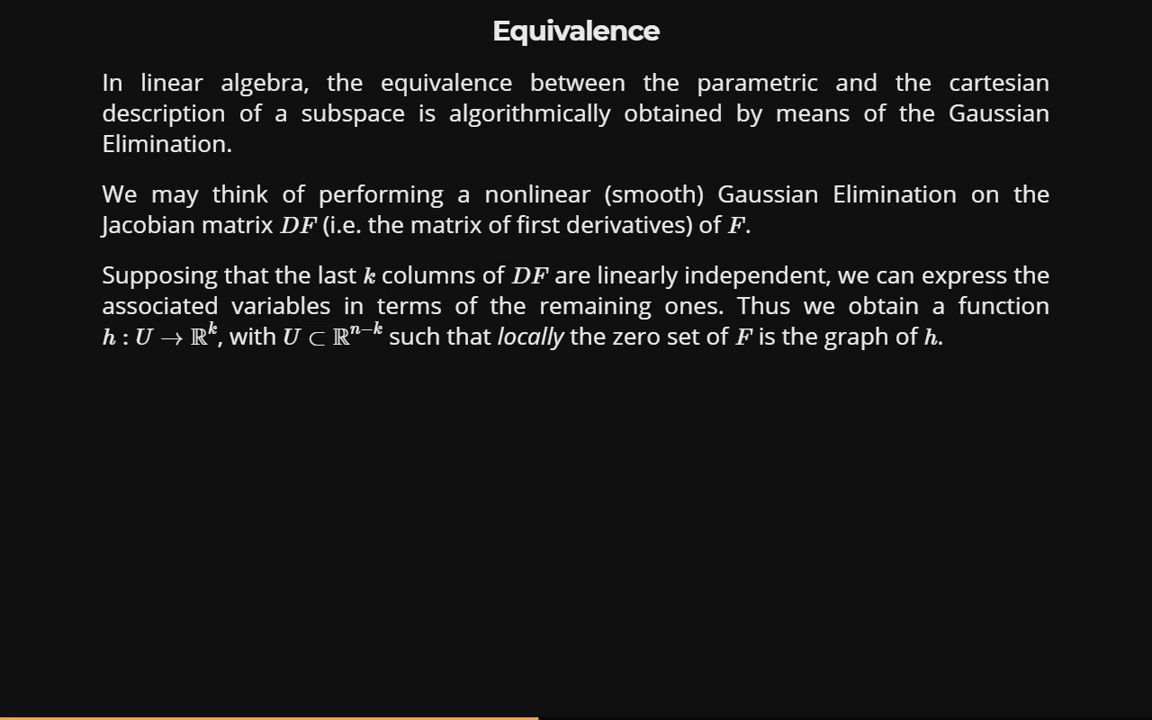 Equivalence
In linear algebra, the equivalence between the parametric and the cartesian
description of a subspace is algorithmically obtained by means of the Gaussian
Elimination.
We may think of performing a nonlinear (smooth) Gaussian Elimination on the
Jacobian matrix DF (i.e. the matrix of first derivatives) of F.
Supposing that the last k columns of DF are linearly independent, we can express the
associated variables in terms of the remaining ones. Thus we obtain a function
h : U → ℝᵏ, with U ⊂ ℝⁿ⁻ᵏ such that locally the zero set of F is the graph of h.